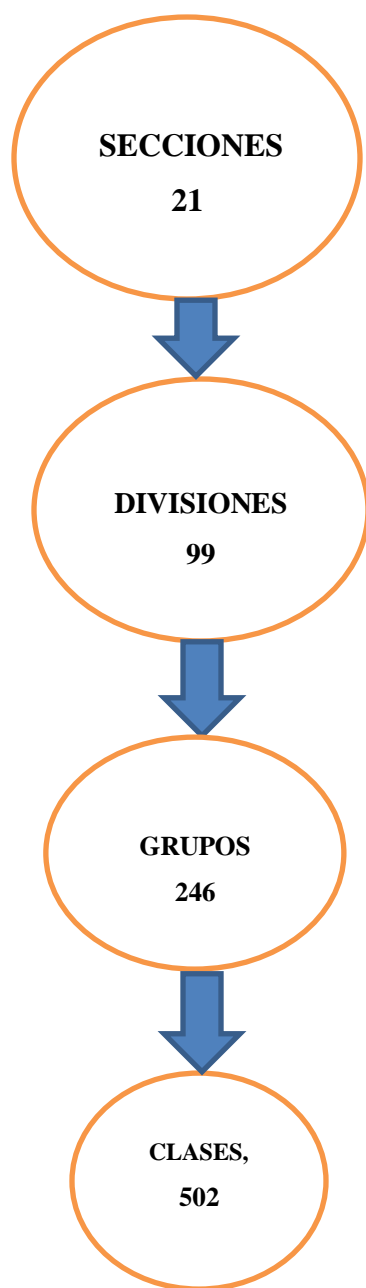 SECCIONES
21
DIVISIONES
99
GRUPOS
246
CLASES,
502